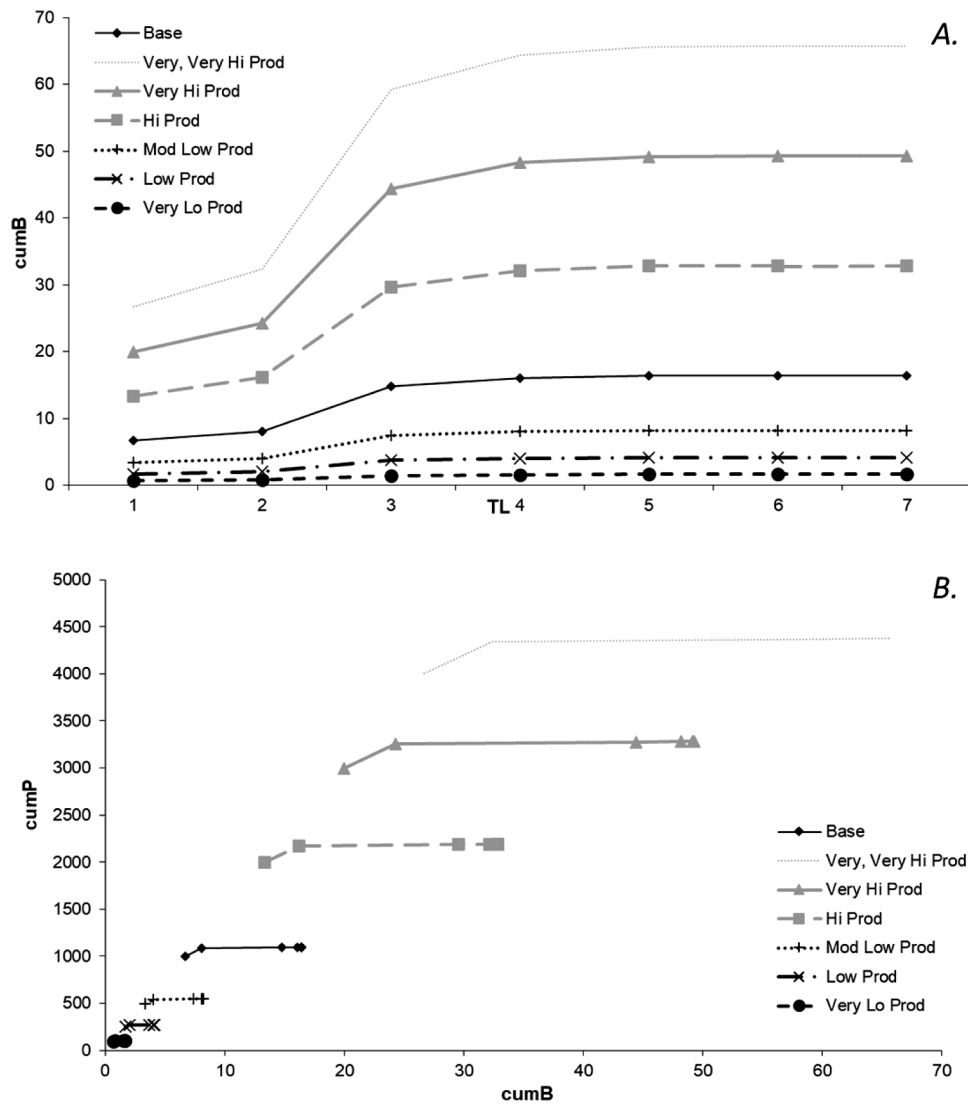 A.
70
60
50
40
30
20
10
0
cumB
Base
Very, Very Hi Prod
Very Hi Prod
Hi Prod
Mod Low Prod
Low Prod
Very Lo Prod
1 2 3 TL 4 5 6 7
B.
5000
4500
4000
3500
3000
2500
2000
1500
1000
500
0
cumP
Base
Very, Very Hi Prod
Very Hi Prod
Hi Prod
Mod Low Prod
Low Prod
Very Lo Prod
0 10 20 30 40 50 60 70
cumB